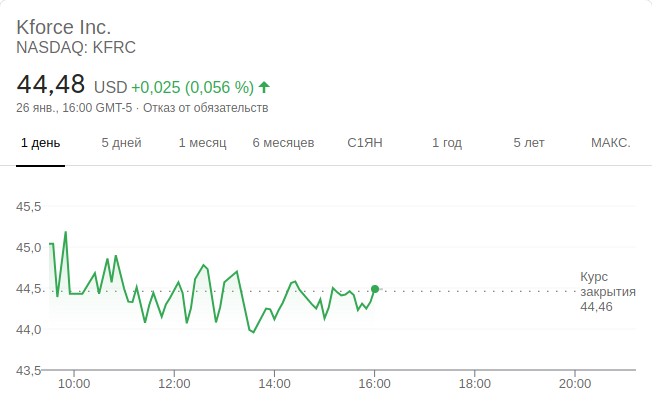 Kforce Inc.
NASDAQ: KFRC
44,48 USD +0,025 (0,056 %)
26 янв., 16:00 GMT-5 · Отказ от обязательств
1 день 5 дней 1 месяц 6 месяцев С1ЯН 1 год 5 лет МАКС.
45,5
45,0
44,5
44,0
43,5
Курс
закрытия
44,46
10:00 12:00 14:00 16:00 18:00 20:00